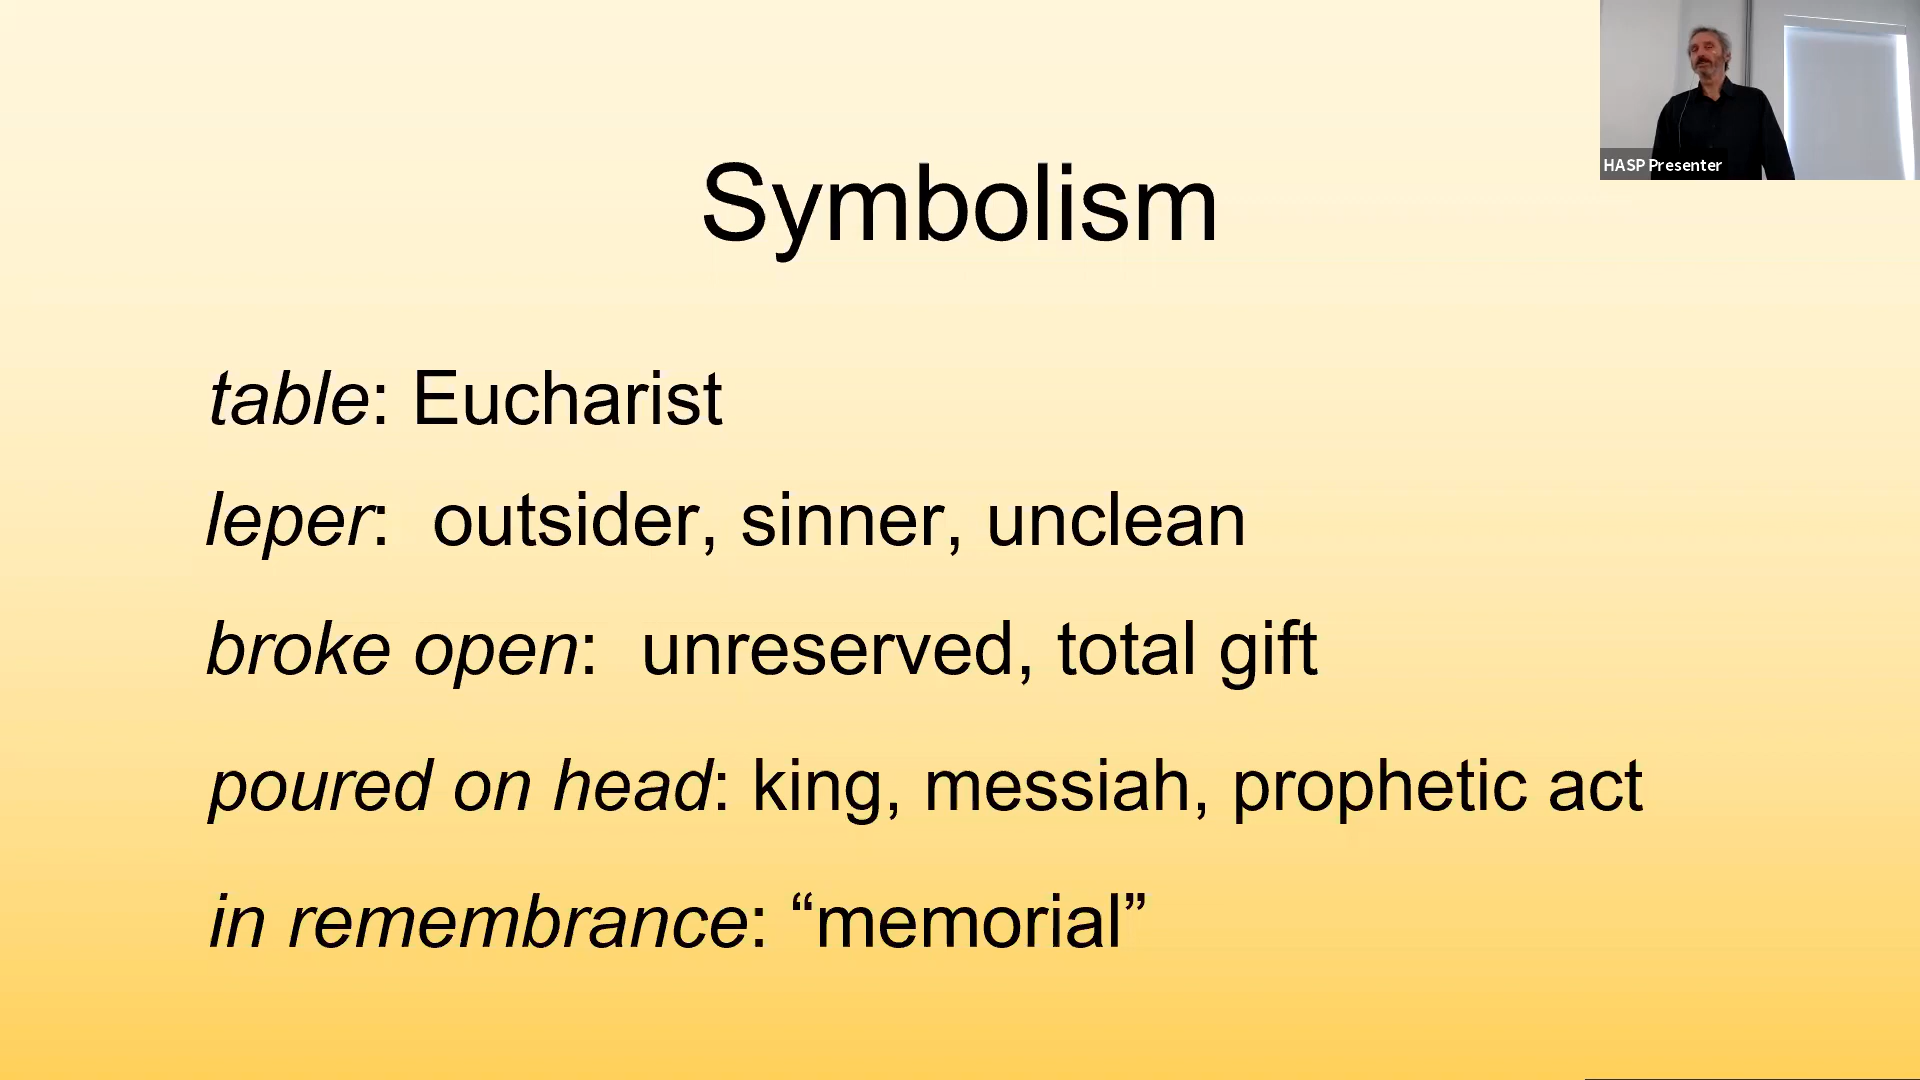 HASP Presenter
Symbolism
table: Eucharist
leper:  outsider, sinner, unclean
broke open:  unreserved, total gift
poured on head: king, messiah, prophetic act
in remembrance: “memorial”